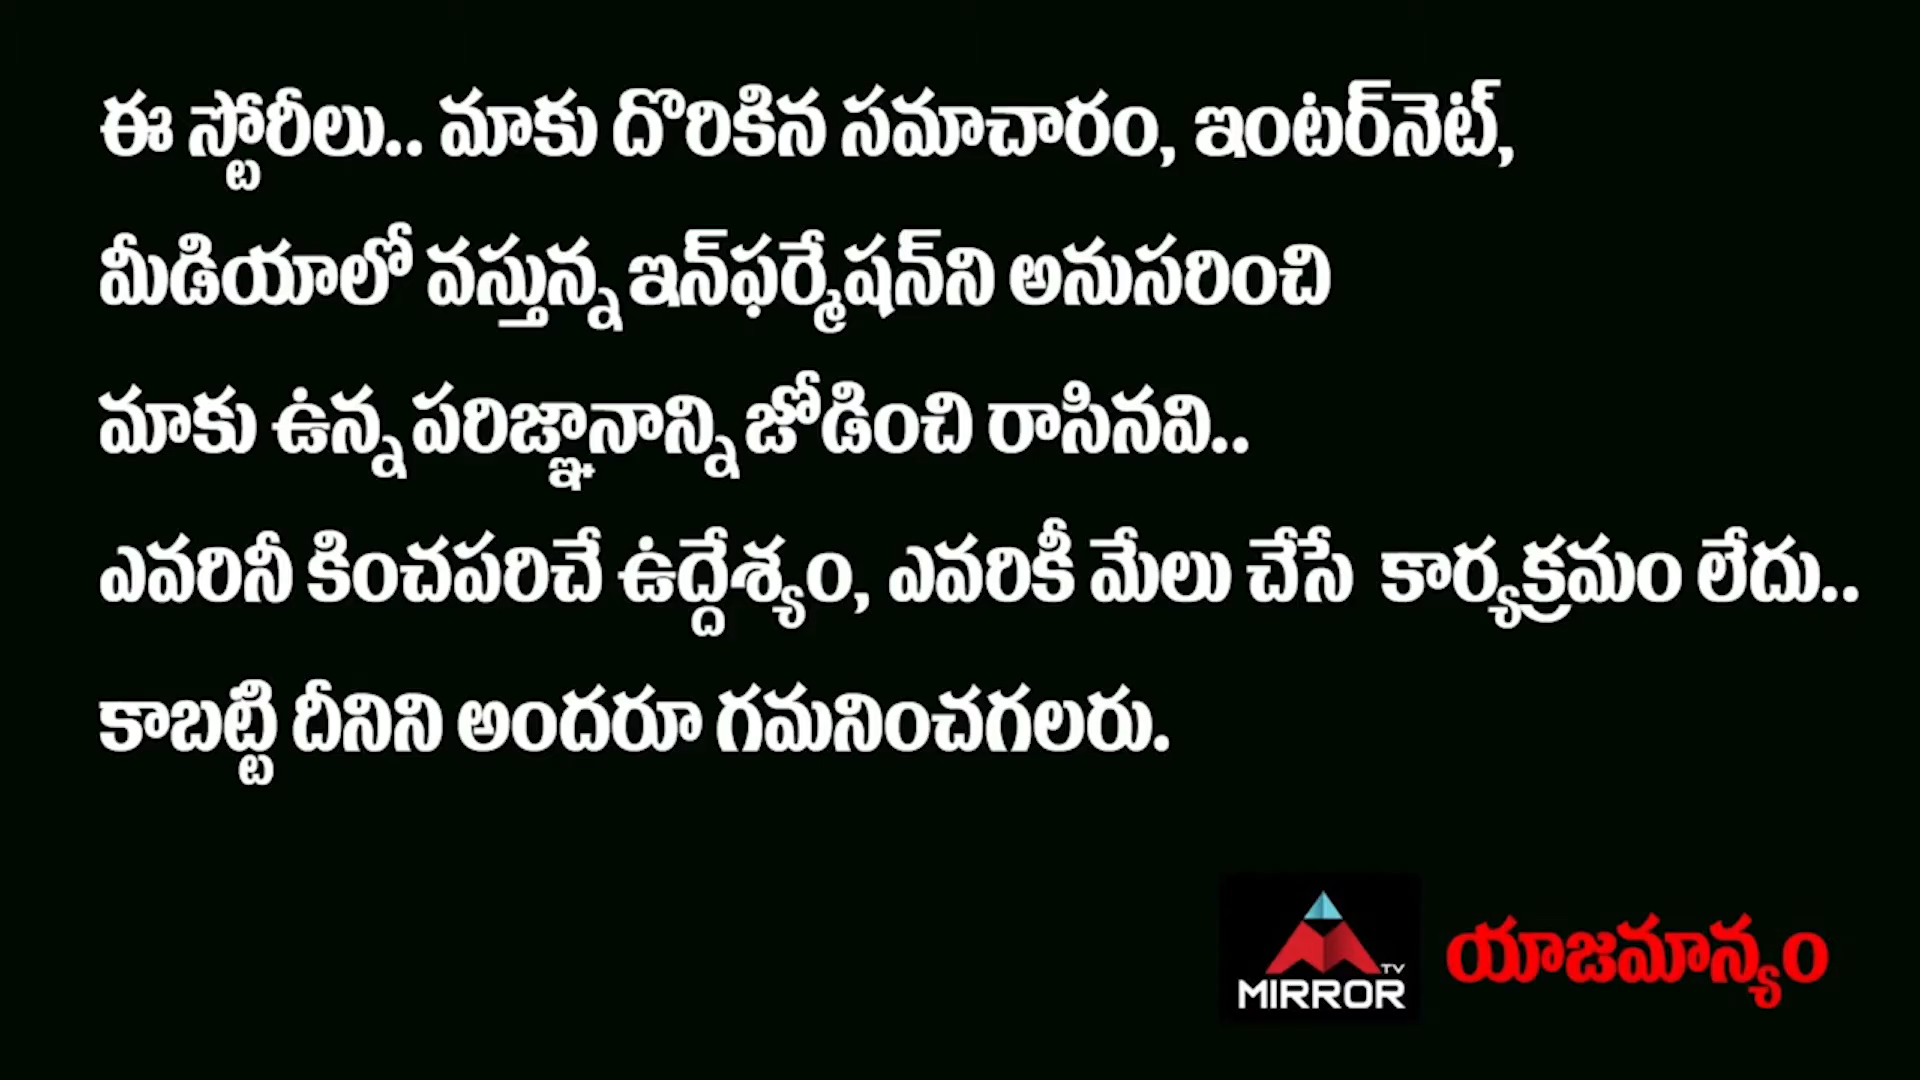 ఈ స్టోరీలు.. మాకు దొరికిన సమాచారం, ఇంటర్‌నెట్,
మీడియాలో వస్తున్న ఇన్‌ఫర్మేషన్‌ని అనుసరించి
మాకు ఉన్న పరిజ్ఞానాన్ని జోడించి రాసినవి..
ఎవరినీ కించపరిచే ఉద్దేశ్యం, ఎవరికీ మేలు చేసే కార్యక్రమం లేదు..
కాబట్టి దీనిని అందరూ గమనించగలరు.
TV
MIRROR
యాజమాన్యం